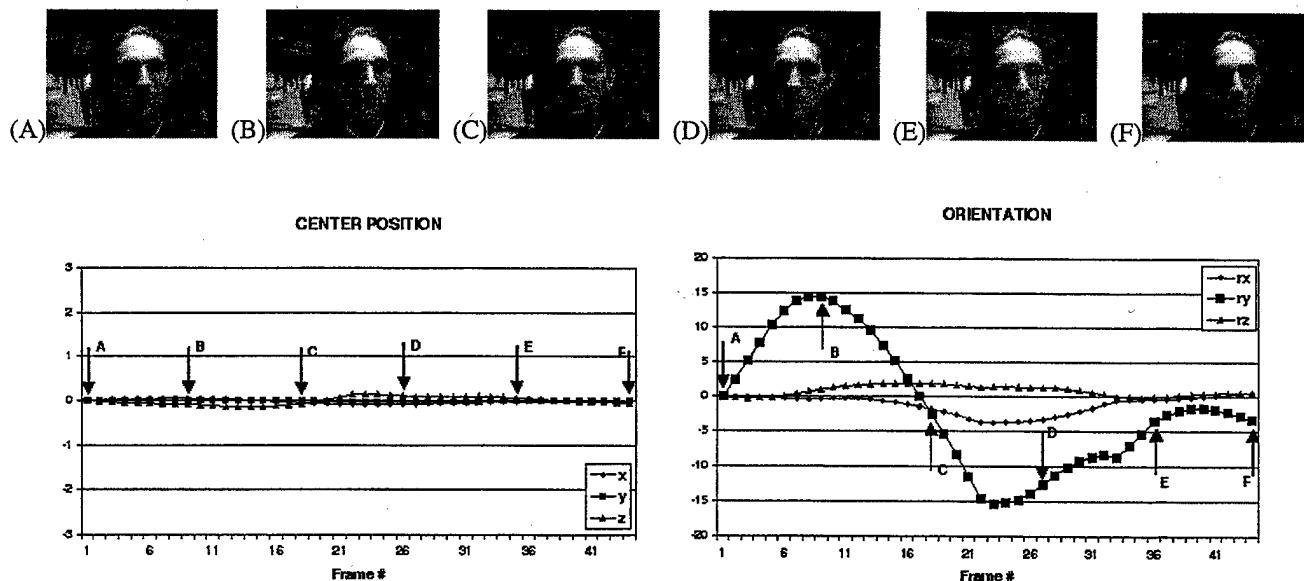 (A) (B) (C) (D) (E) (F)
CENTER POSITION
3
2
1
0
-1
-2
-3
A B C D E F
x
y
z
1 6 11 16 21 26 31 36 41
Frame #
ORIENTATION
20
15
10
5
0
-5
-10
-15
-20
A
B
C
D
E
F
rx
ry
rz
1 6 11 16 21 26 31 36 41
Frame #